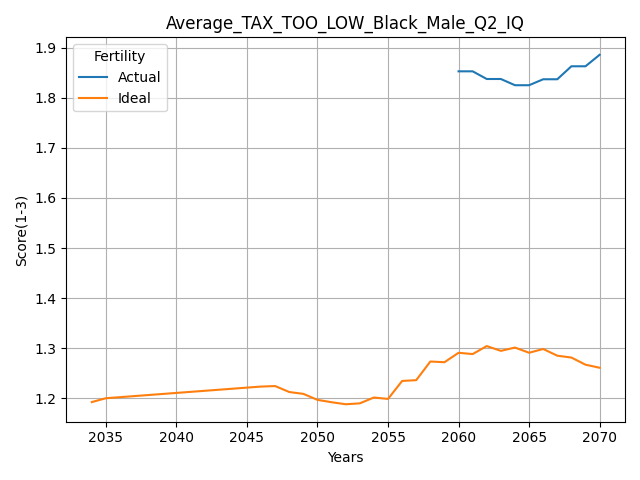 Average_TAX_TOO_LOW_Black_Male_Q2_IQ
Fertility
Actual
Ideal
Score(1-3)
1.9
1.8
1.7
1.6
1.5
1.4
1.3
1.2
2035 2040 2045 2050 2055 2060 2065 2070
Years